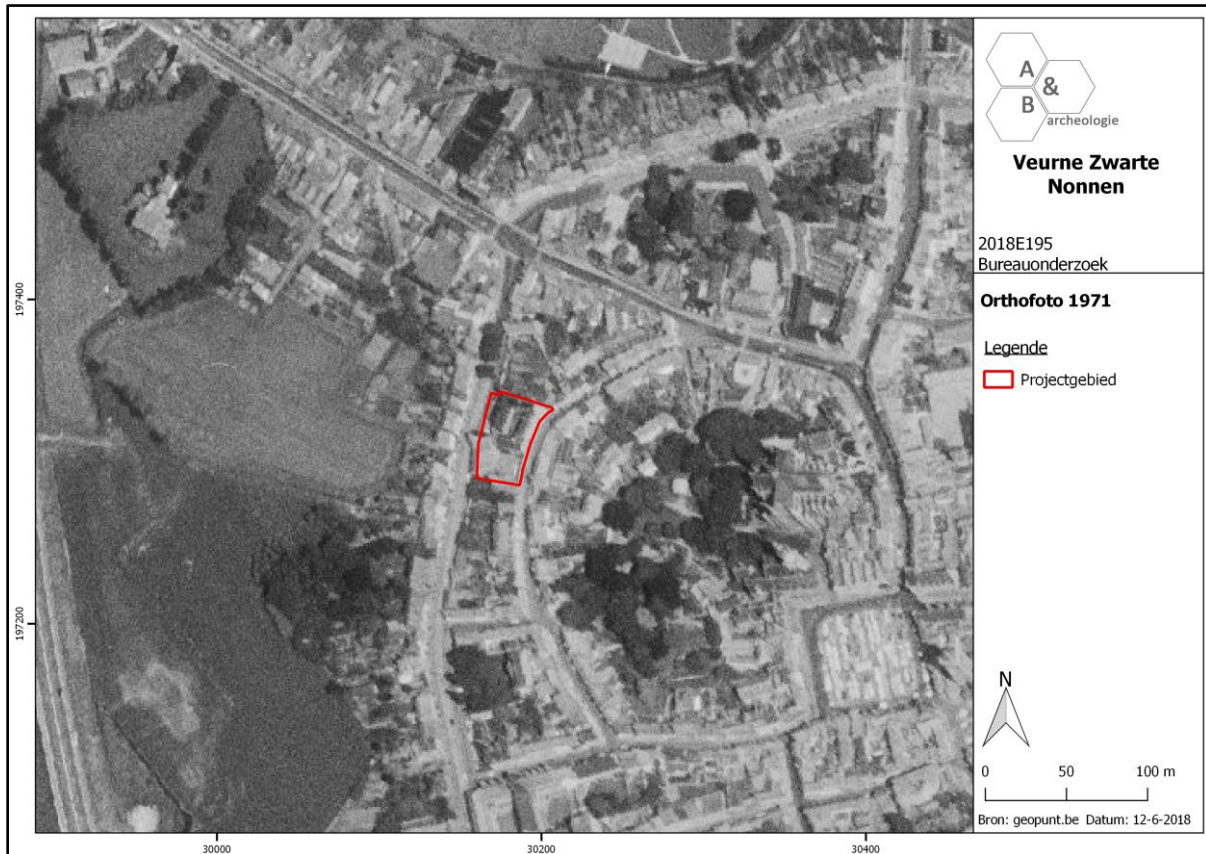 A
&
B
archeologie
Veurne Zwarte
Nonnen
2018E195
Bureauonderzoek
Orthofoto 1971
Legende
Projectgebied
N
0 50 100 m
Bron: geopunt.be Datum: 12-6-2018
197400
197200
30000 30200 30400